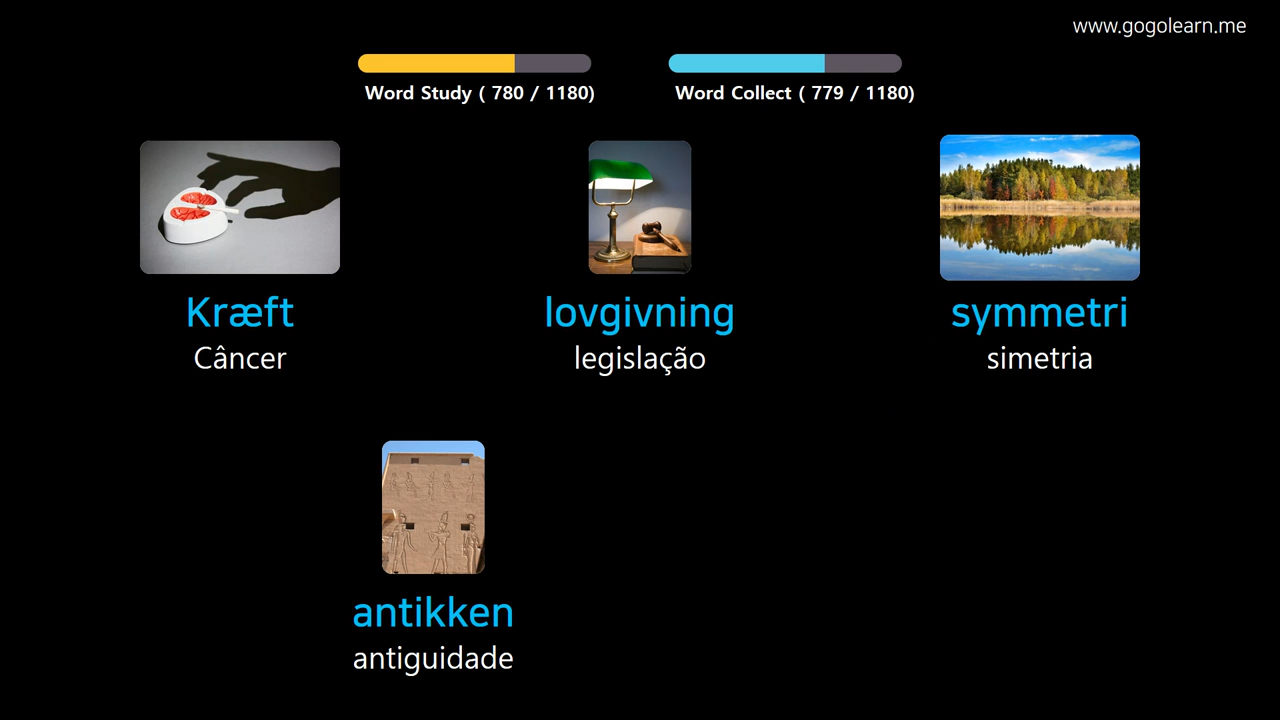 www.gogolearn.me
Word Study ( 780 / 1180)
Word Collect ( 779 / 1180)
Kræft
Câncer
lovgivning
legislação
symmetri
simetria
antikken
antiguidade